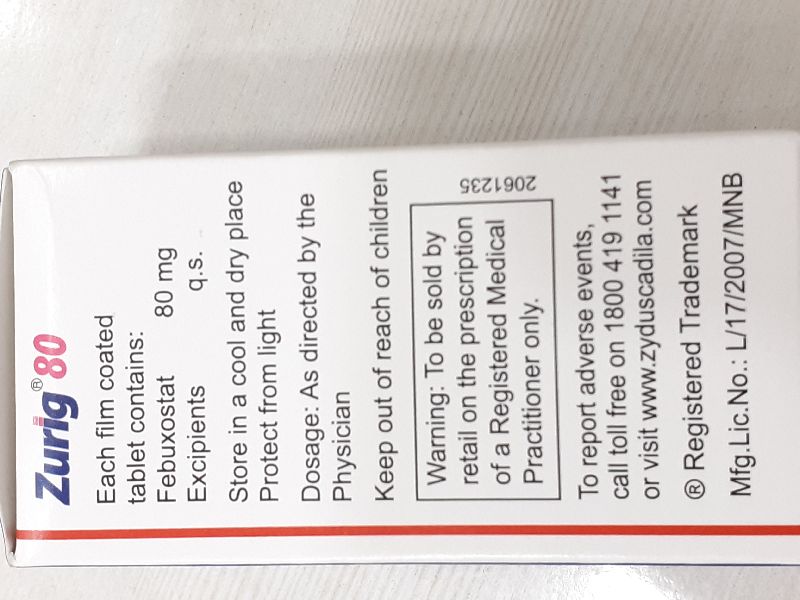 Zurig® 80
Each film coated
tablet contains:
Febuxostat 80 mg
Excipients q.s.
Store in a cool and dry place
Protect from light
Dosage: As directed by the
Physician
Keep out of reach of children
Warning: To be sold by
retail on the prescription
of a Registered Medical
Practitioner only.
2061235
To report adverse events,
call toll free on 1800 419 1141
or visit www.zyduscadila.com
® Registered Trademark
Mfg.Lic.No.: L/17/2007/MNB